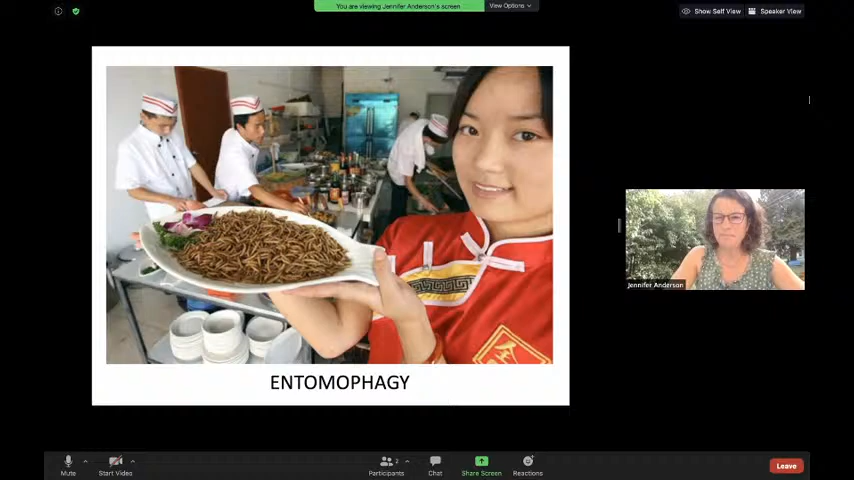 You are viewing Jennifer Anderson's screen
View Options
Show Self View
Speaker View
ENTOMOPHAGY
Jennifer Anderson
Mute
Start Video
Participants
2
Chat
Share Screen
Reactions
Leave